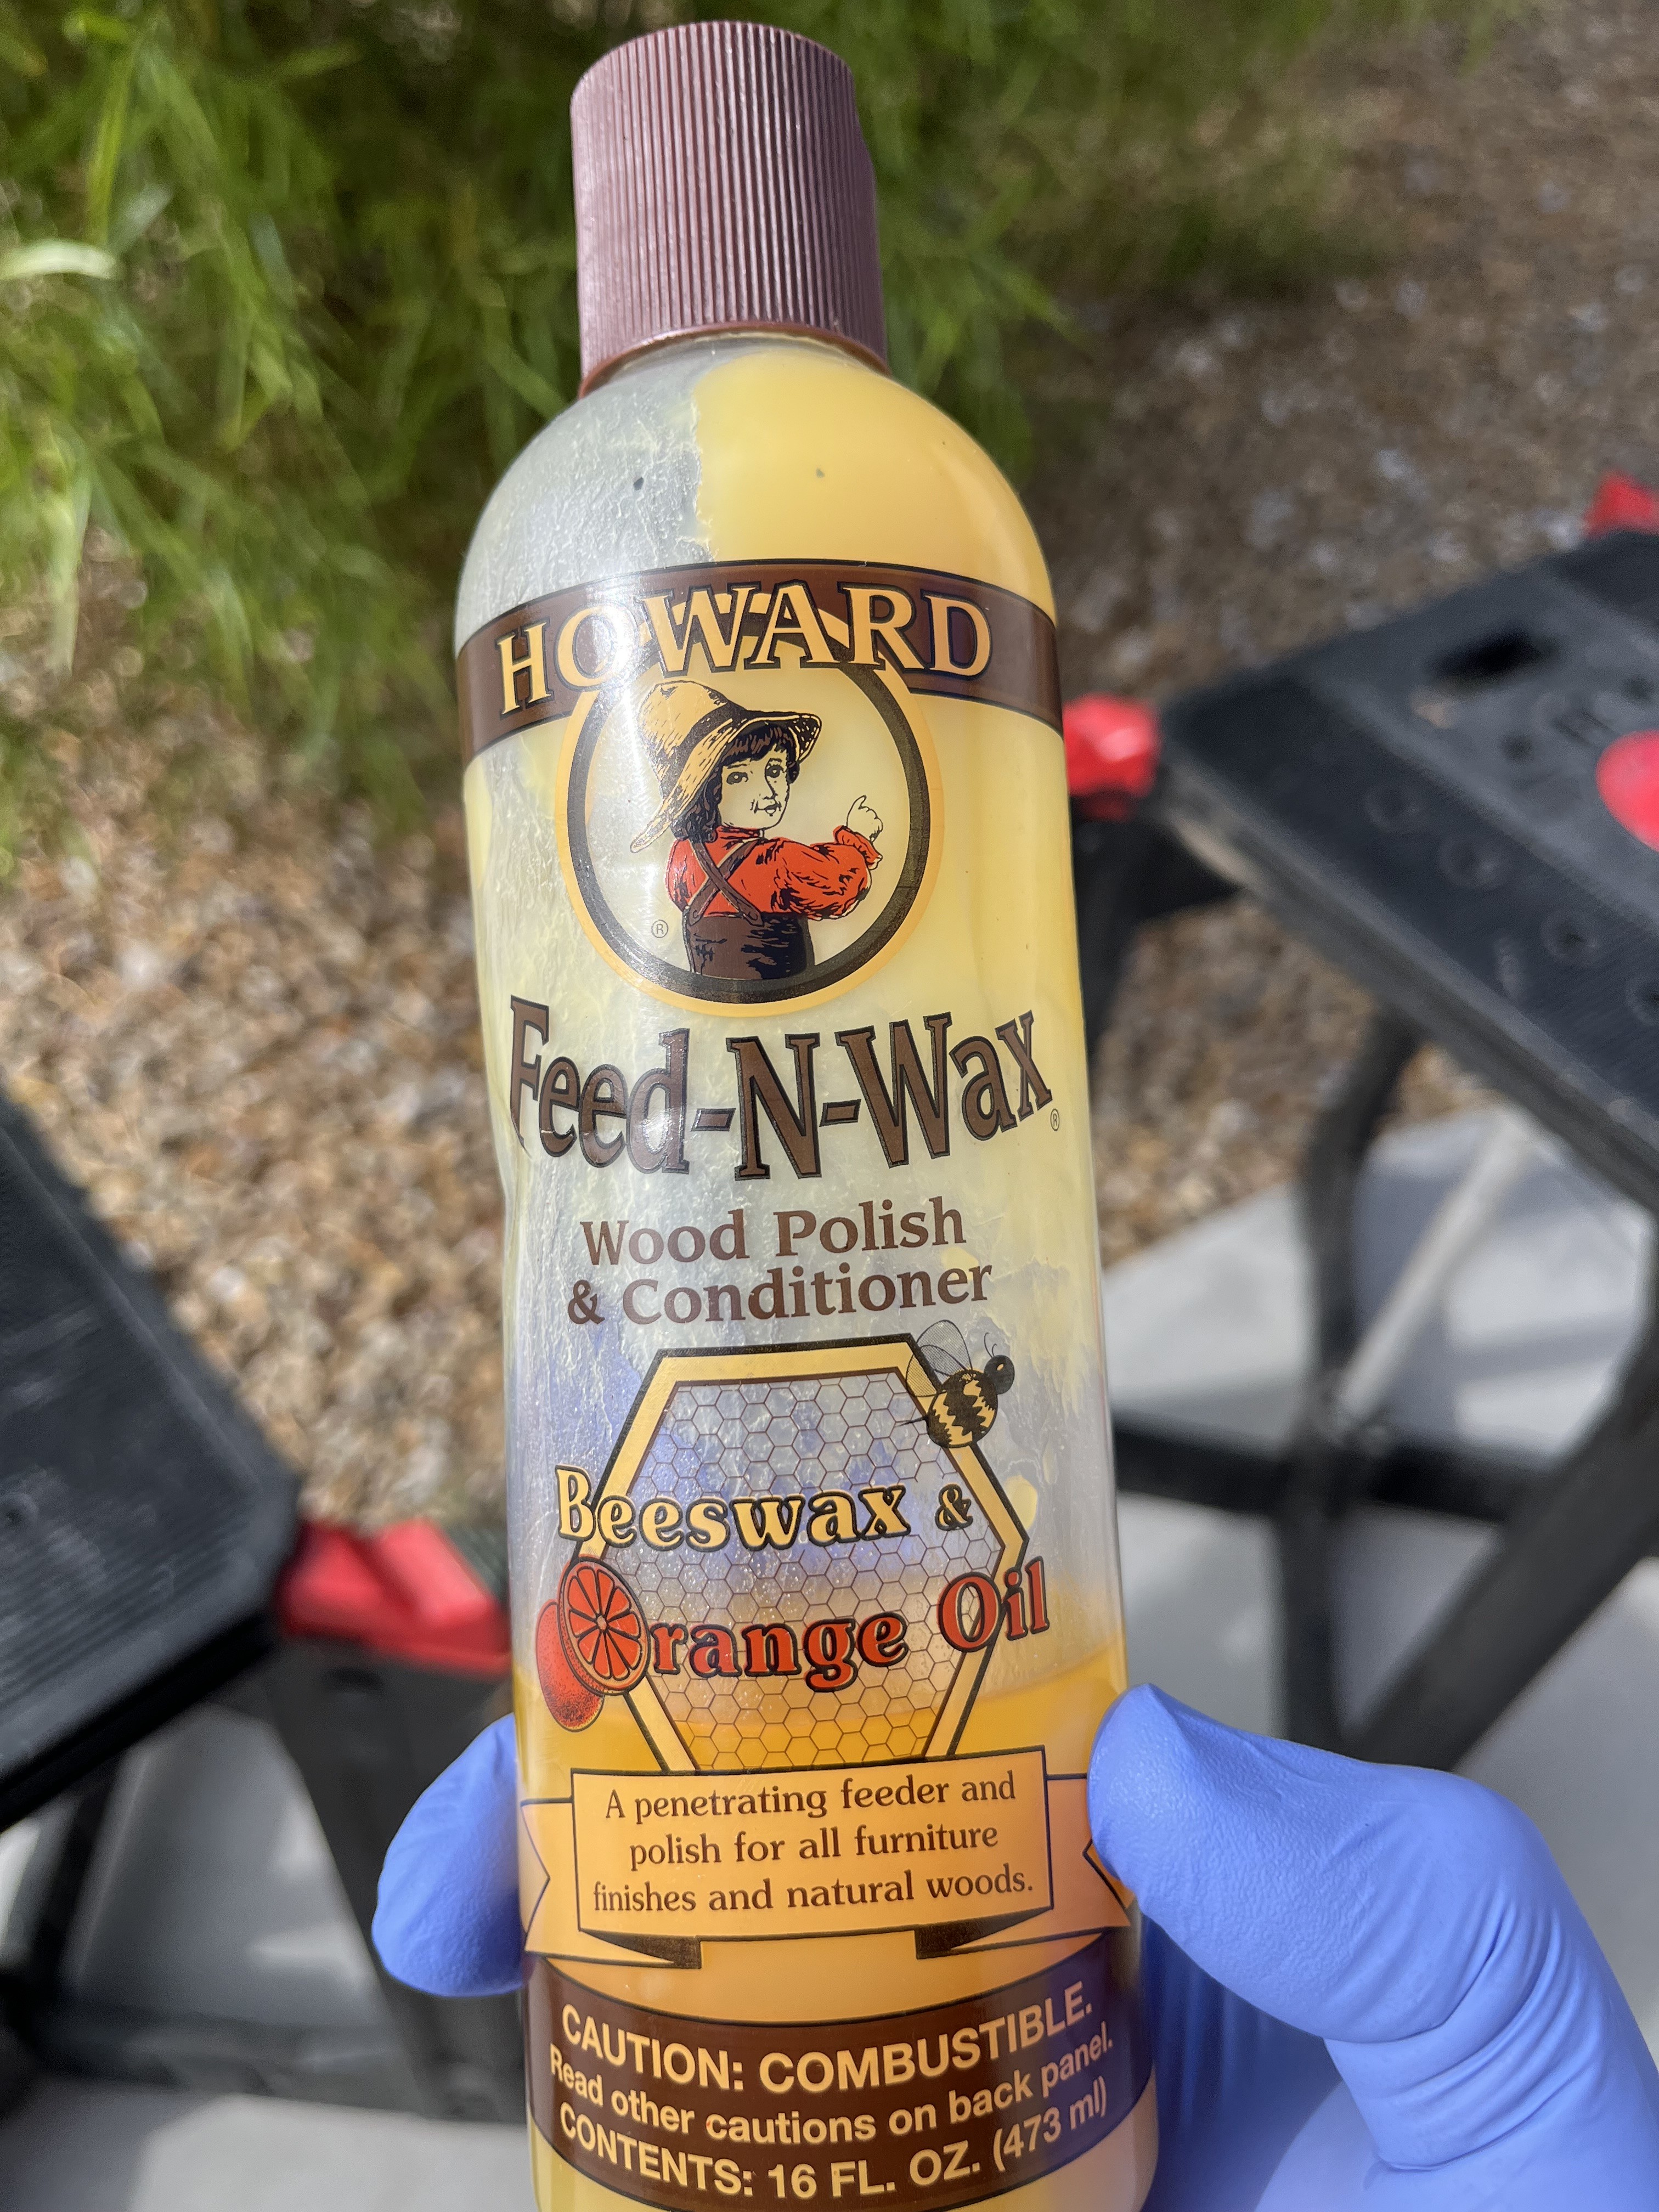 HOWARD
®
Feed-N-Wax®
Wood Polish
& Conditioner
Beeswax &
Orange Oil
A penetrating feeder and
polish for all furniture
finishes and natural woods.
CAUTION: COMBUSTIBLE.
Read other cautions on back panel.
CONTENTS: 16 FL. OZ. (473 ml)